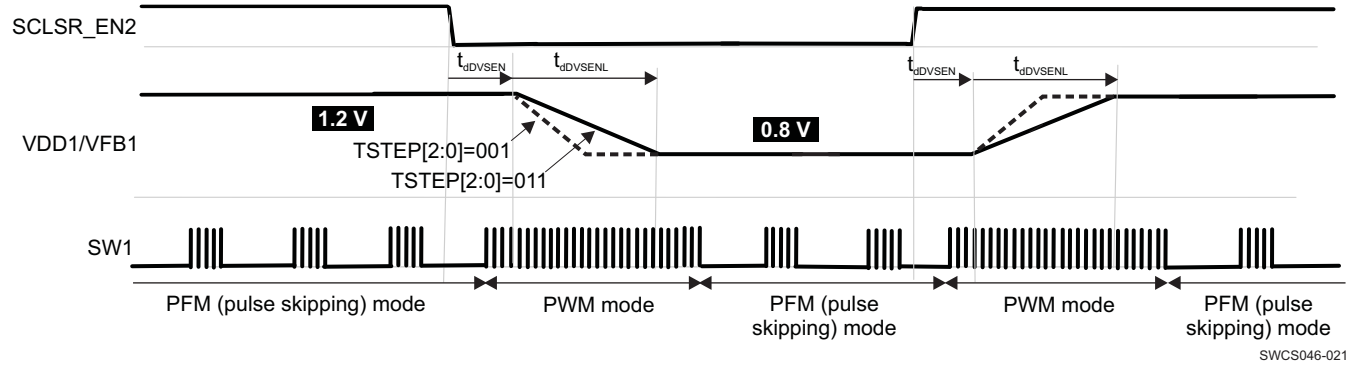 SCLSR_EN2
tdDVSEN tdDVSENL tdDVSEN tdDVSENL
1.2 V 0.8 V
VDD1/VFB1
TSTEP[2:0]=001
TSTEP[2:0]=011
SW1
PFM (pulse skipping) mode PWM mode PFM (pulse PWM mode PFM (pulse
skipping) mode skipping) mode
SWCS046-021